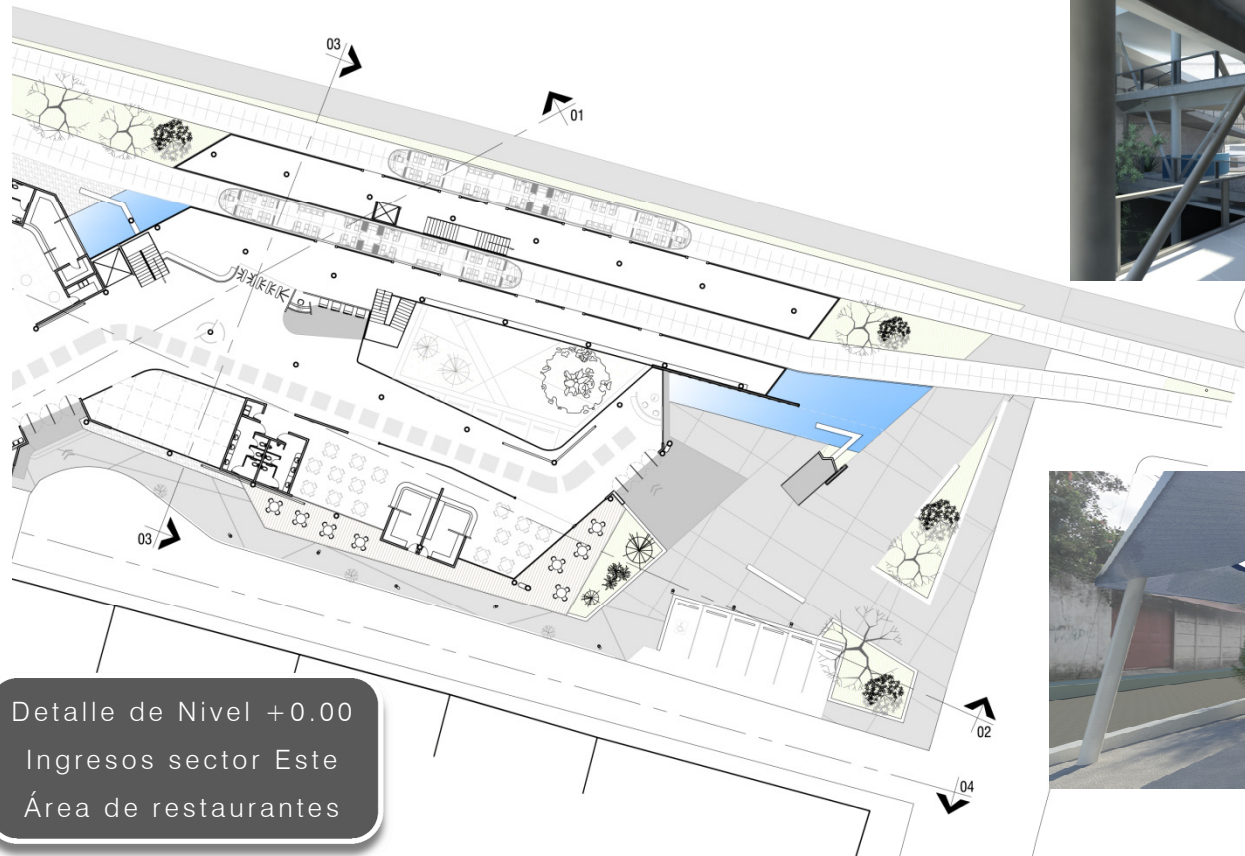 03
01
03
02
04
Detalle de Nivel +0.00
Ingresos sector Este
Área de restaurantes